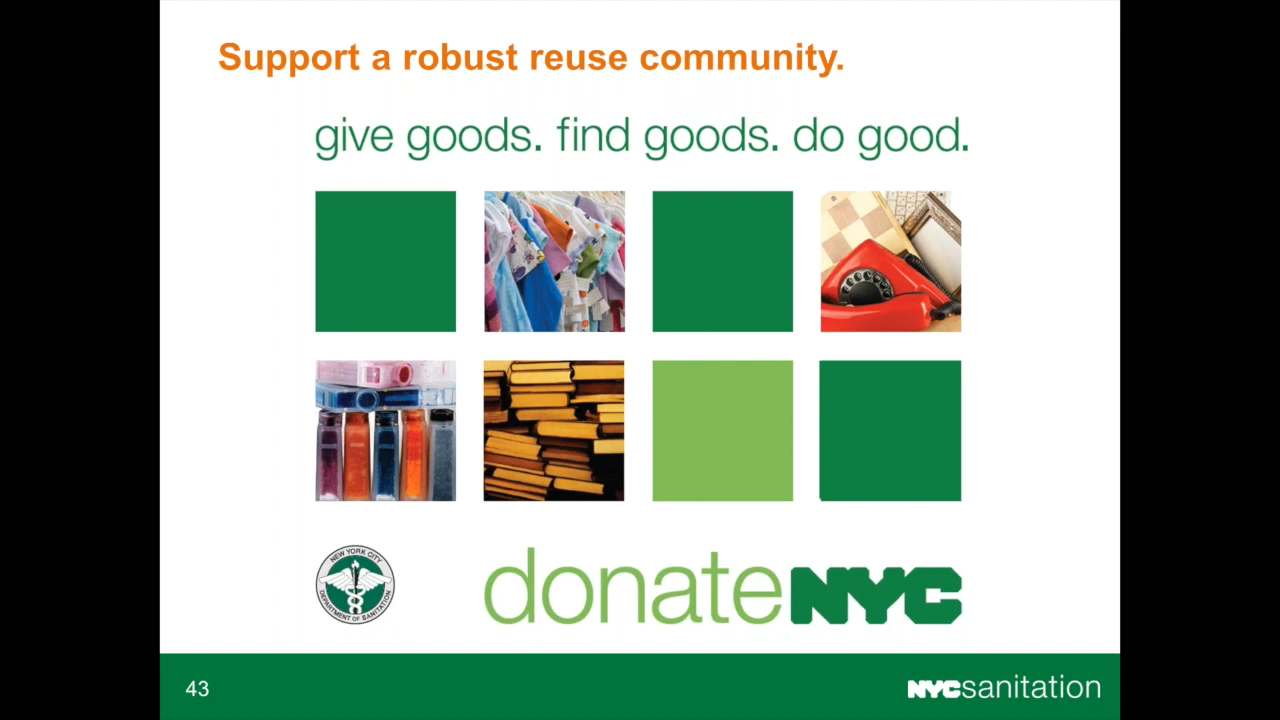 Support a robust reuse community.
give goods. find goods. do good.
NEW YORK CITY
DEPARTMENT OF SANITATION
donateNYC
43
NYCsanitation